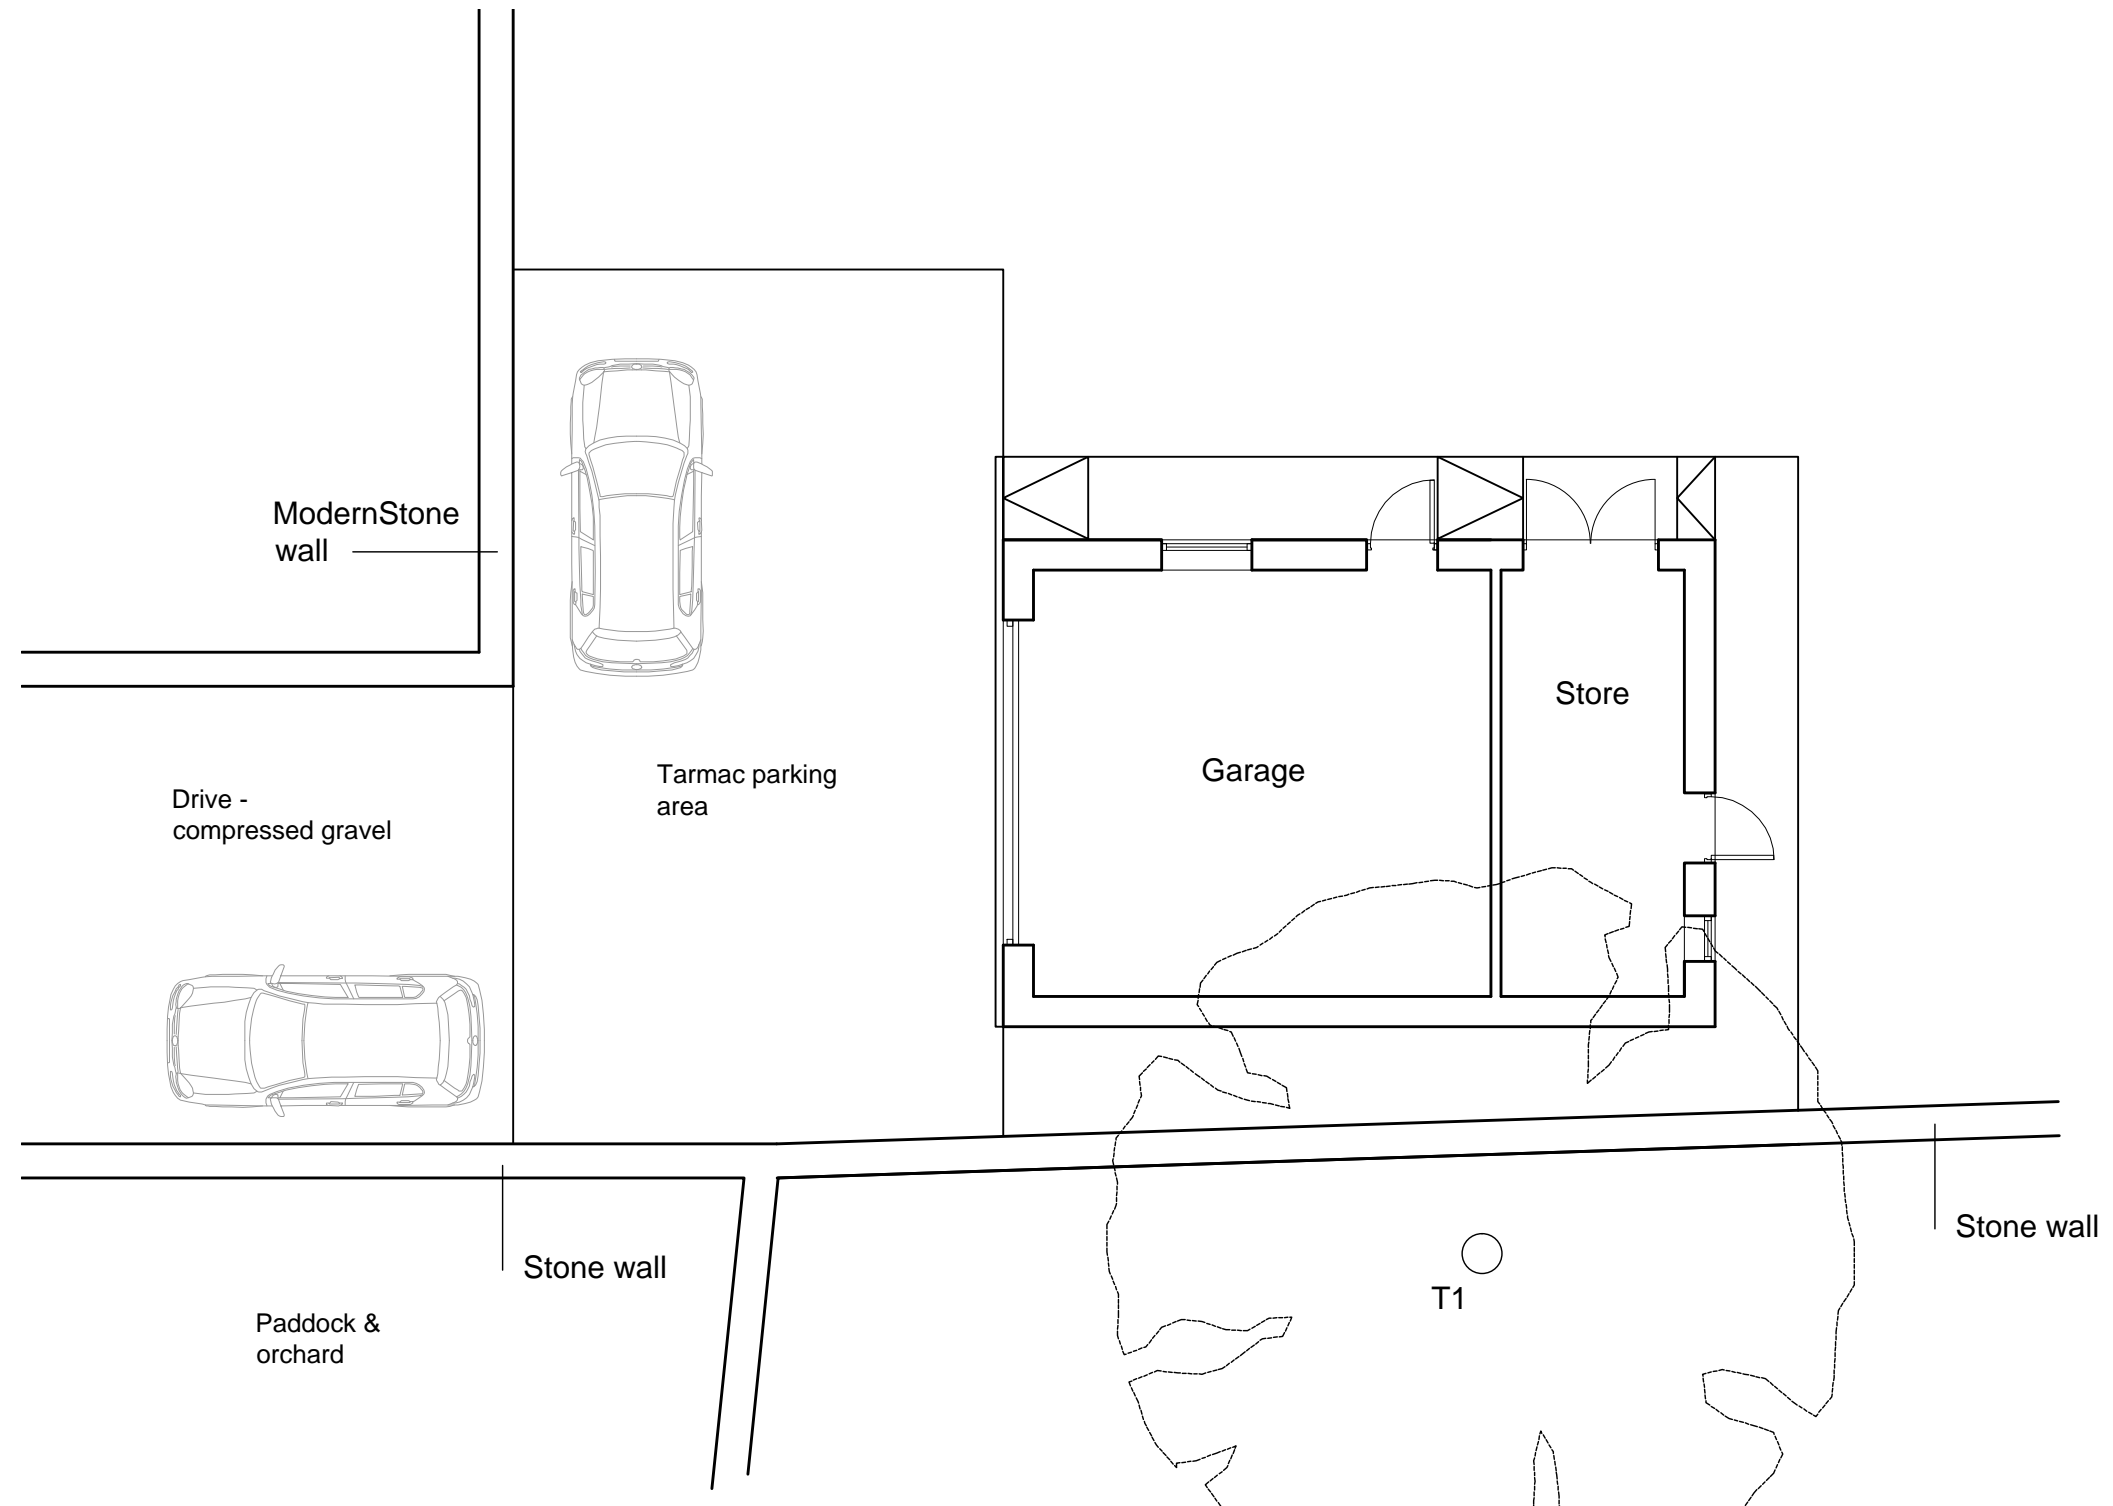 ModernStone
wall
Store
Garage
Tarmac parking
area
Drive -
compressed gravel
Stone wall
Stone wall
T1
Paddock &
orchard